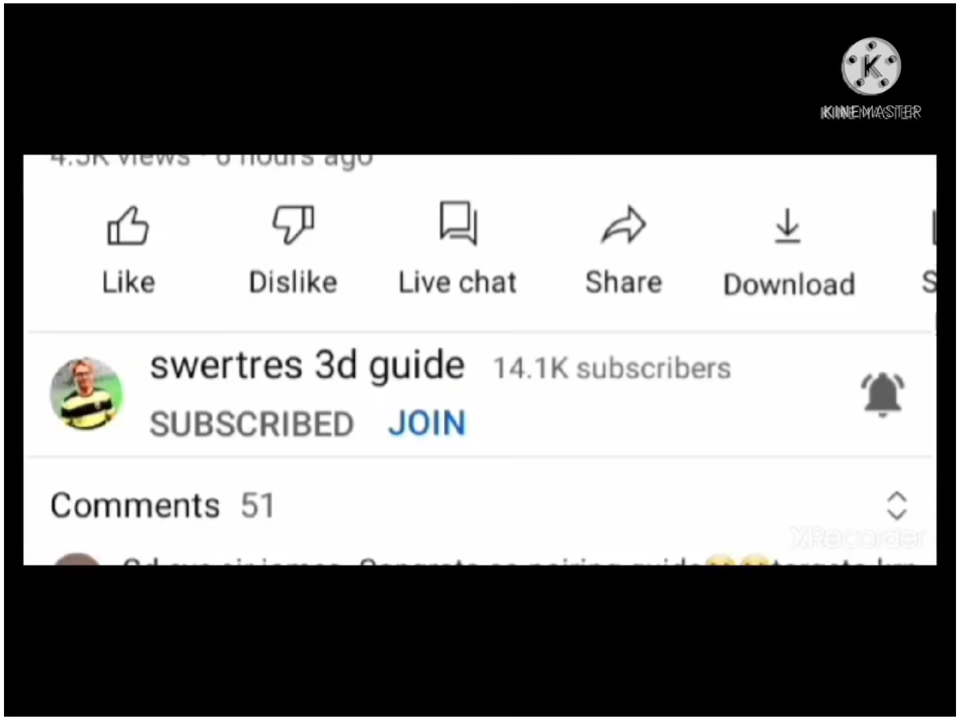 KINEMASTER
4.5K views · 6 hours ago
Like Dislike Live chat Share Download S
swertres 3d guide 14.1K subscribers
SUBSCRIBED JOIN
Comments 51
XRecorder